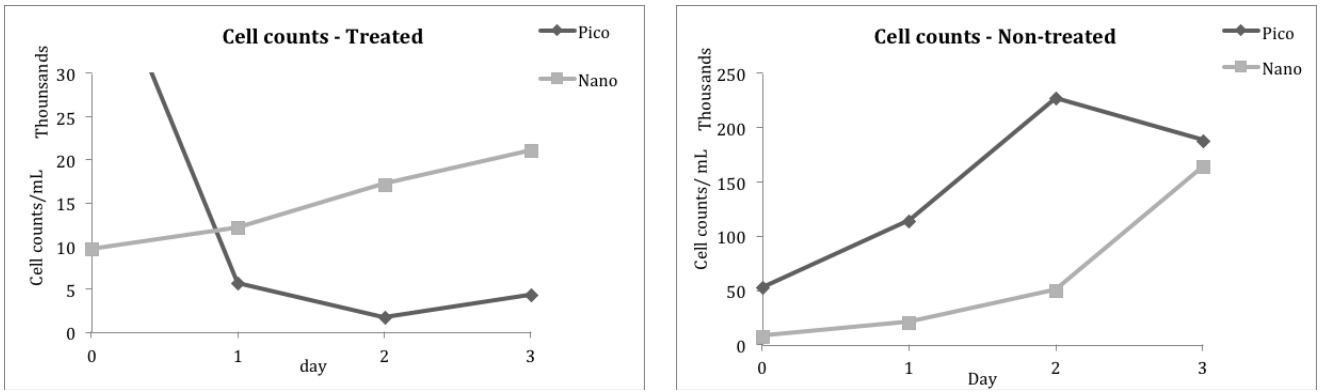 Cell counts - Treated
Pico
Nano
Cell counts/mL Thounsands
30
25
20
15
10
5
0
0 1 2 3
day
Cell counts - Non-treated
Pico
Nano
Cell counts/ mL Thousands
250
200
150
100
50
0
0 1 2 3
Day